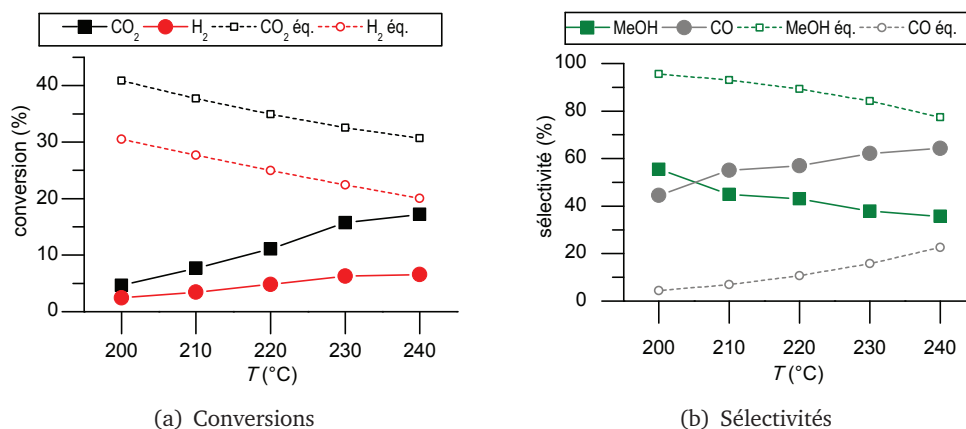 CO₂ H₂ CO₂ éq. H₂ éq.
conversion (%)
40
30
20
10
0
200 210 220 230 240
T (°C)
(a) Conversions
MeOH CO MeOH éq. CO éq.
sélectivité (%)
100
80
60
40
20
0
200 210 220 230 240
T (°C)
(b) Sélectivités